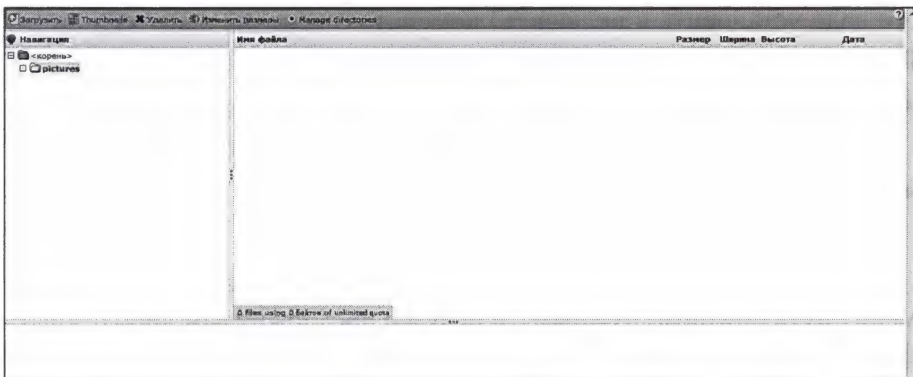 Загрузить Thumbnails Удалить Изменить размеры Manage directories ?
Навигация
Имя файла Размер Ширина Высота Дата
<корень>
pictures
0 files using 0 байтов of unlimited quota